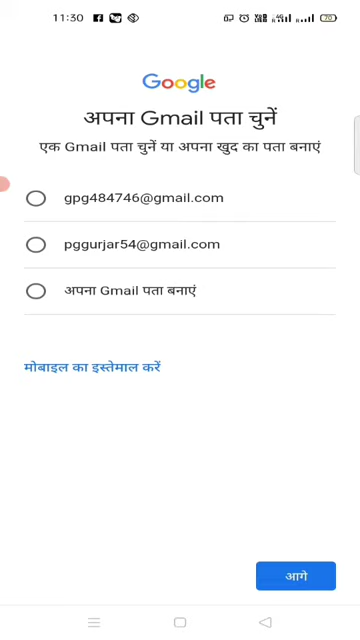 11:30
70
Google
अपना Gmail पता चुनें
एक Gmail पता चुनें या अपना खुद का पता बनाएं
gpg484746@gmail.com
pggurjar54@gmail.com
अपना Gmail पता बनाएं
मोबाइल का इस्तेमाल करें
आगे